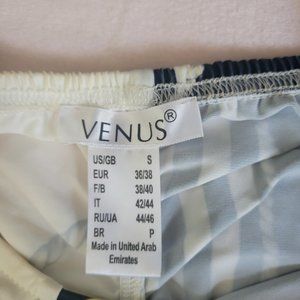 VENUS®
US/GB S
EUR 36/38
F/B 38/40
IT 42/44
RU/UA 44/46
BR P
Made in United Arab
Emirates